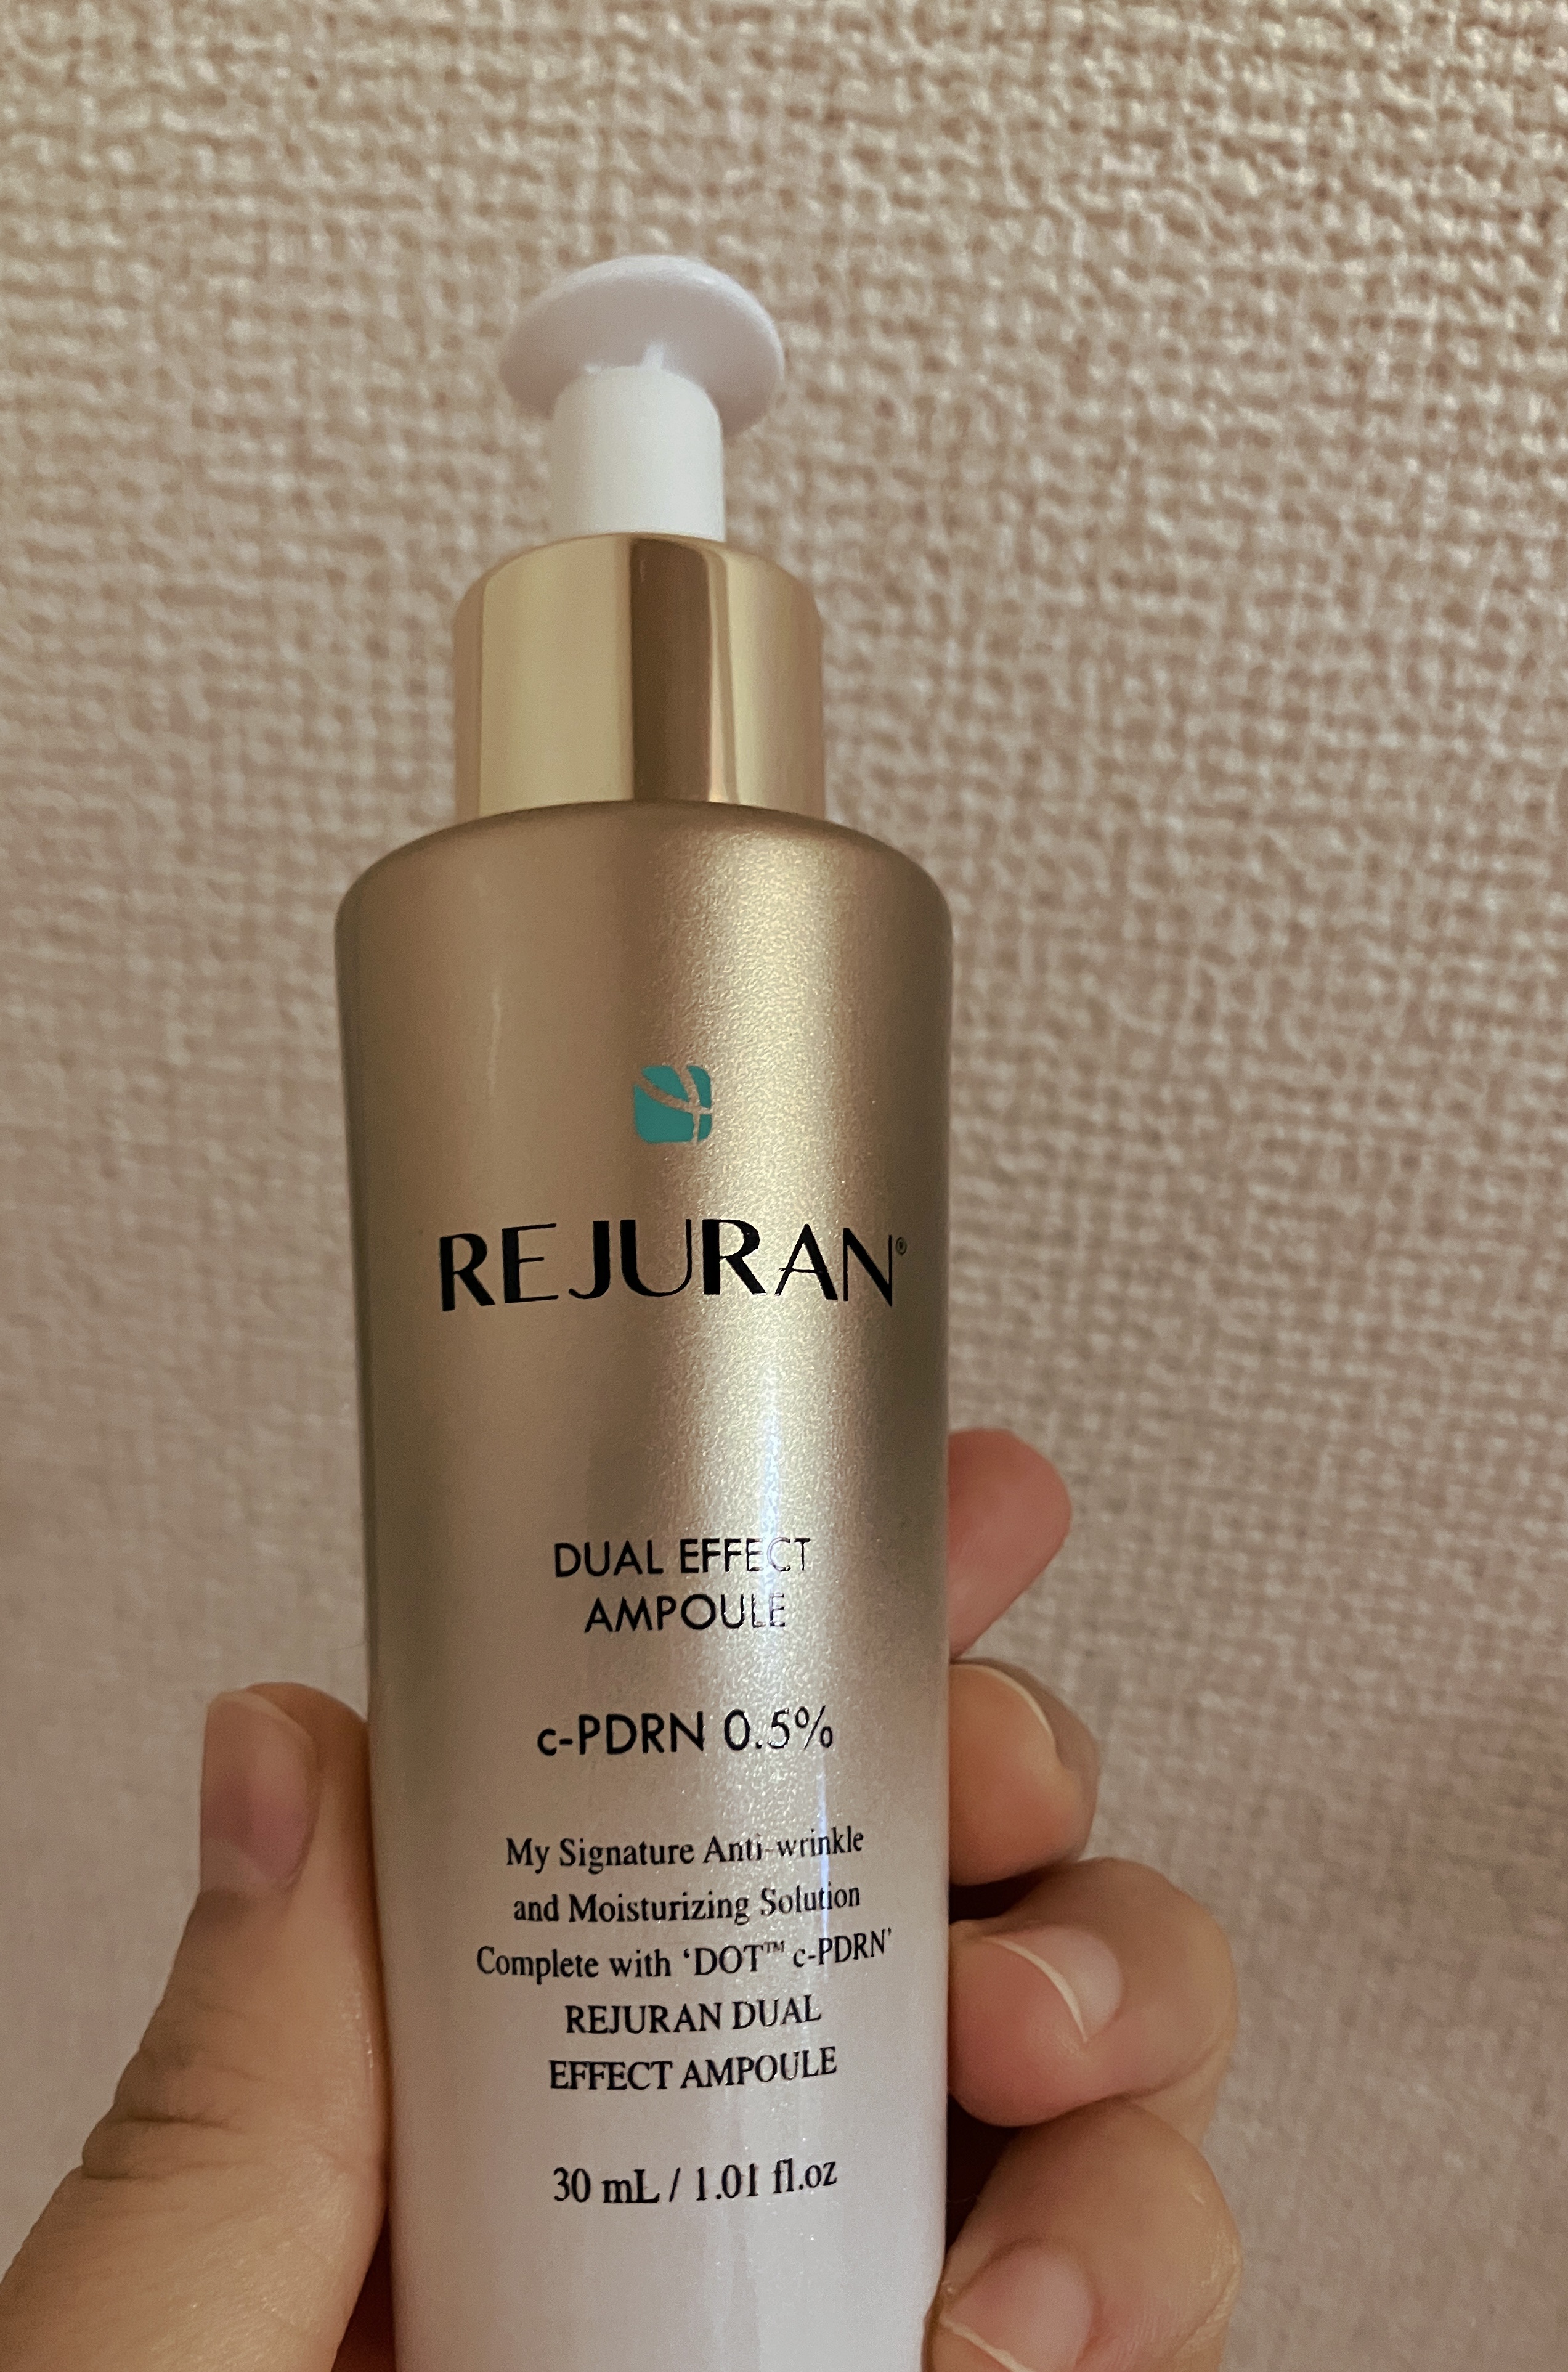 REJURAN®
DUAL EFFECT
AMPOULE
c-PDRN 0.5%
My Signature Anti-wrinkle
and Moisturizing Solution
Complete with ‘DOT™ c-PDRN’
REJURAN DUAL
EFFECT AMPOULE
30 mL / 1.01 fl.oz